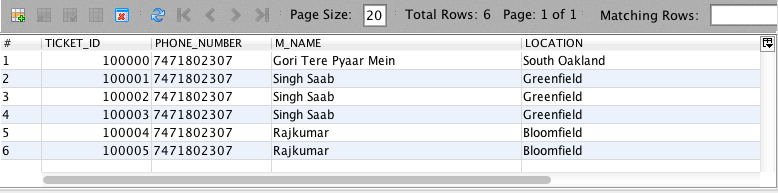 Page Size: 20 Total Rows: 6 Page: 1 of 1 Matching Rows:
# TICKET_ID PHONE_NUMBER M_NAME LOCATION
1 100000 7471802307 Gori Tere Pyaar Mein South Oakland
2 100001 7471802307 Singh Saab Greenfield
3 100002 7471802307 Singh Saab Greenfield
4 100003 7471802307 Singh Saab Greenfield
5 100004 7471802307 Rajkumar Bloomfield
6 100005 7471802307 Rajkumar Bloomfield